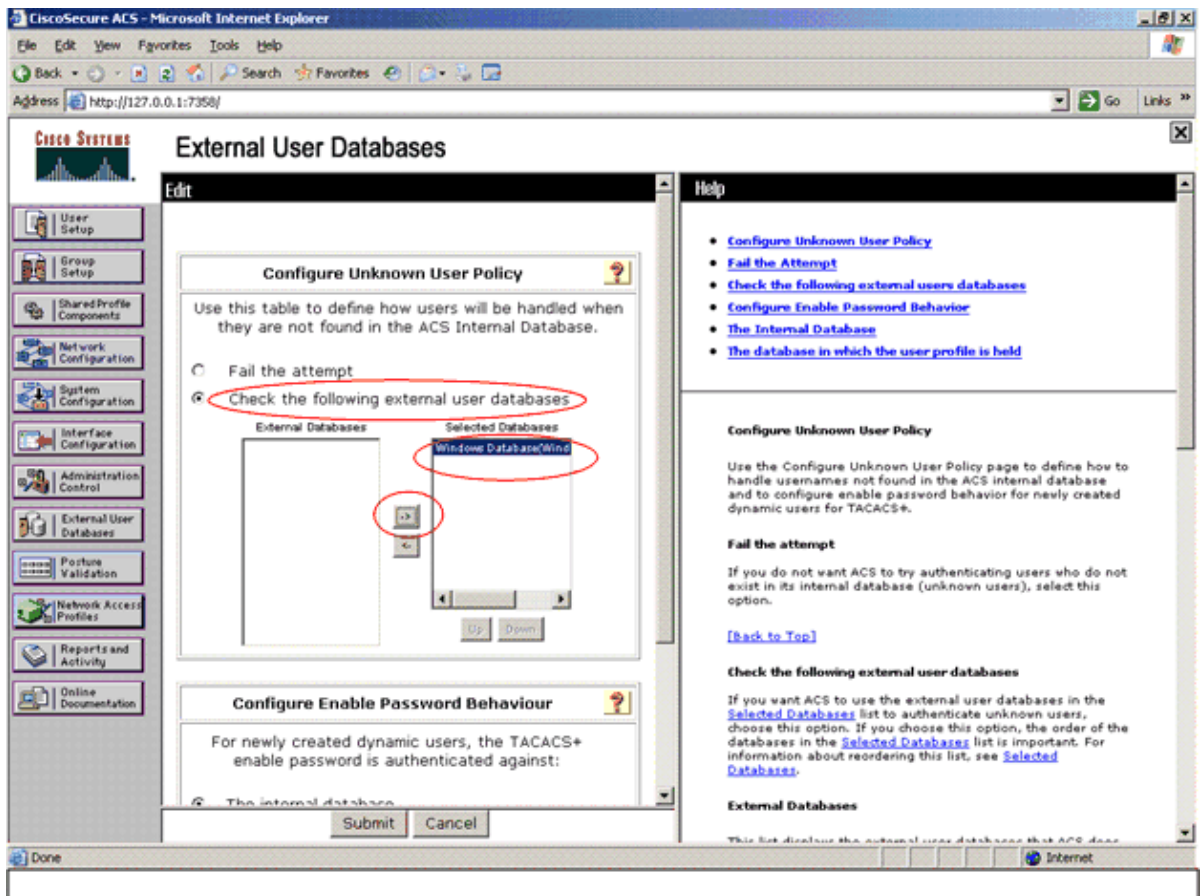 CiscoSecure ACS - Microsoft Internet Explorer
File Edit View Favorites Tools Help
Back Search Favorites
Address http://127.0.0.1:7358/ Go Links »
CISCO SYSTEMS
External User Databases
User
Setup
Group
Setup
Shared Profile
Components
Network
Configuration
System
Configuration
Interface
Configuration
Administration
Control
External User
Databases
Posture
Validation
Network Access
Profiles
Reports and
Activity
Online
Documentation
Edit
Configure Unknown User Policy
?
Use this table to define how users will be handled when
they are not found in the ACS Internal Database.
Fail the attempt
Check the following external user databases
External Databases Selected Databases
Windows Database(Wind
->
<-
Up Down
Configure Enable Password Behaviour
?
For newly created dynamic users, the TACACS+
enable password is authenticated against:
The internal database
Submit Cancel
Help
Configure Unknown User Policy
Fail the Attempt
Check the following external users databases
Configure Enable Password Behavior
The Internal Database
The database in which the user profile is held
Configure Unknown User Policy
Use the Configure Unknown User Policy page to define how to
handle usernames not found in the ACS internal database
and to configure enable password behavior for newly created
dynamic users for TACACS+.
Fail the attempt
If you do not want ACS to try authenticating users who do not
exist in its internal database (unknown users), select this
option.
[Back to Top]
Check the following external user databases
If you want ACS to use the external user databases in the
Selected Databases list to authenticate unknown users,
choose this option. If you choose this option, the order of the
databases in the Selected Databases list is important. For
information about reordering this list, see Selected
Databases.
External Databases
This list displays the external user databases that ACS does
Done Internet